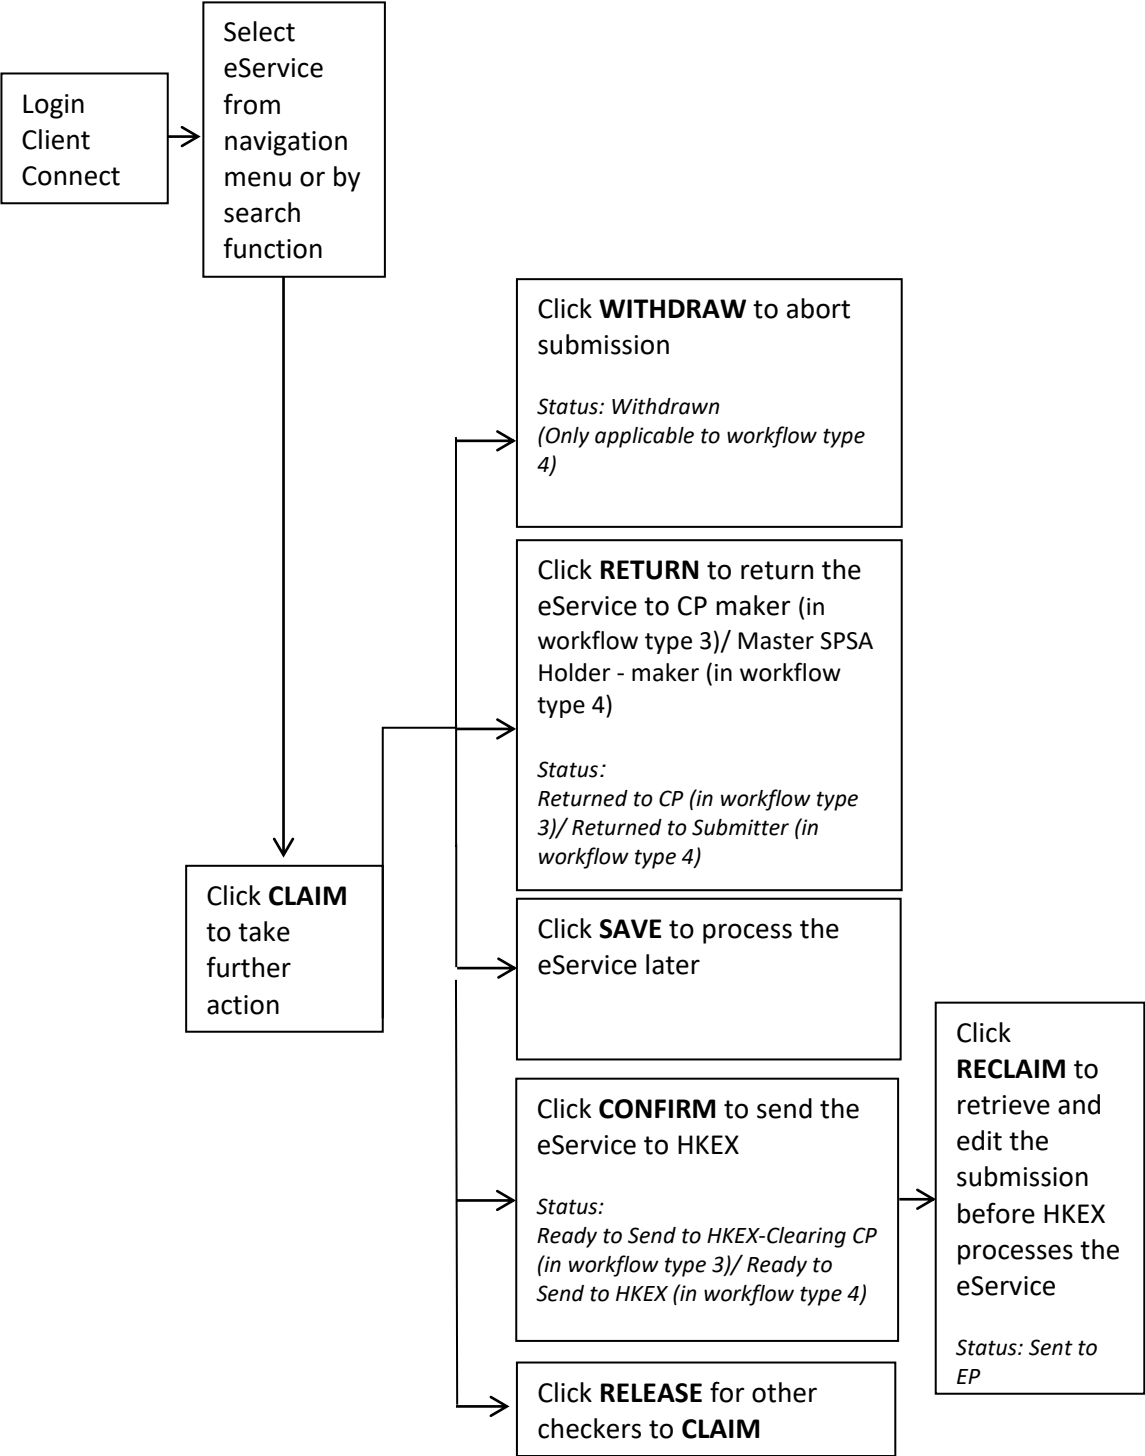 Login
Client
Connect
Select
eService
from
navigation
menu or by
search
function
Click CLAIM
to take
further
action
Click WITHDRAW to abort
submission
Status: Withdrawn
(Only applicable to workflow type
4)
Click RETURN to return the
eService to CP maker (in
workflow type 3)/ Master SPSA
Holder - maker (in workflow
type 4)
Status:
Returned to CP (in workflow type
3)/ Returned to Submitter (in
workflow type 4)
Click SAVE to process the
eService later
Click CONFIRM to send the
eService to HKEX
Status:
Ready to Send to HKEX-Clearing CP
(in workflow type 3)/ Ready to
Send to HKEX (in workflow type 4)
Click
RECLAIM to
retrieve and
edit the
submission
before HKEX
processes the
eService
Status: Sent to
EP
Click RELEASE for other
checkers to CLAIM